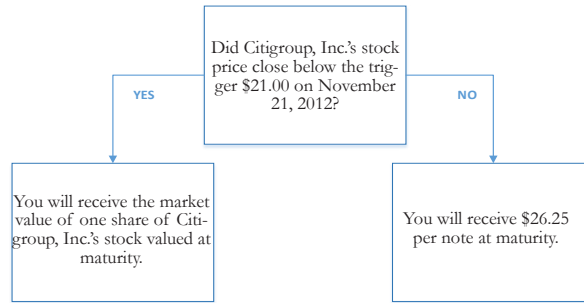 Did Citigroup, Inc.'s stock
price close below the trig-
ger $21.00 on November
21, 2012?
YES
NO
You will receive the market
value of one share of Citi-
group, Inc.'s stock valued at
maturity.
You will receive $26.25
per note at maturity.